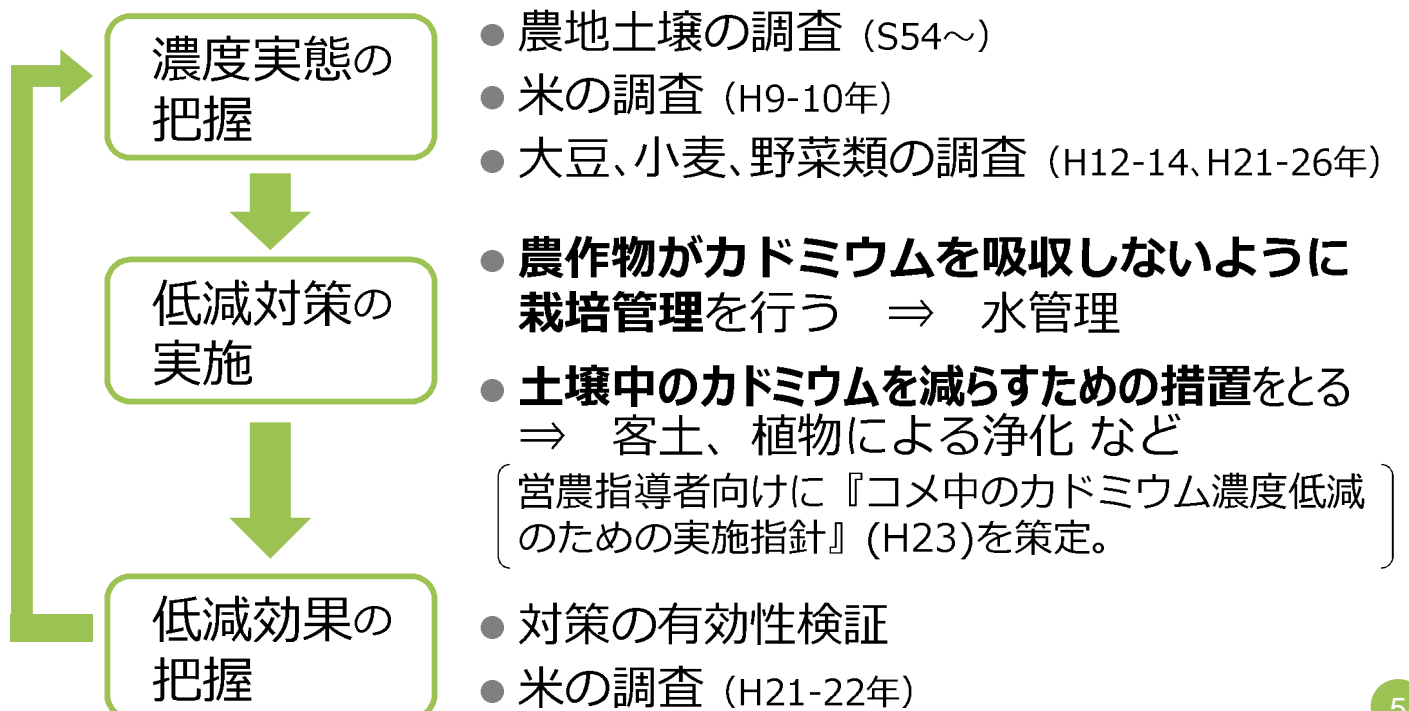 濃度実態の
把握
● 農地土壌の調査（S54～）
● 米の調査（H9-10年）
● 大豆、小麦、野菜類の調査（H12-14、H21-26年）
低減対策の
実施
● 農作物がカドミウムを吸収しないように
栽培管理を行う　⇒　水管理
● 土壌中のカドミウムを減らすための措置をとる
⇒　客土、植物による浄化 など
営農指導者向けに『コメ中のカドミウム濃度低減
のための実施指針』(H23)を策定。
低減効果の
把握
● 対策の有効性検証
● 米の調査（H21-22年）
5